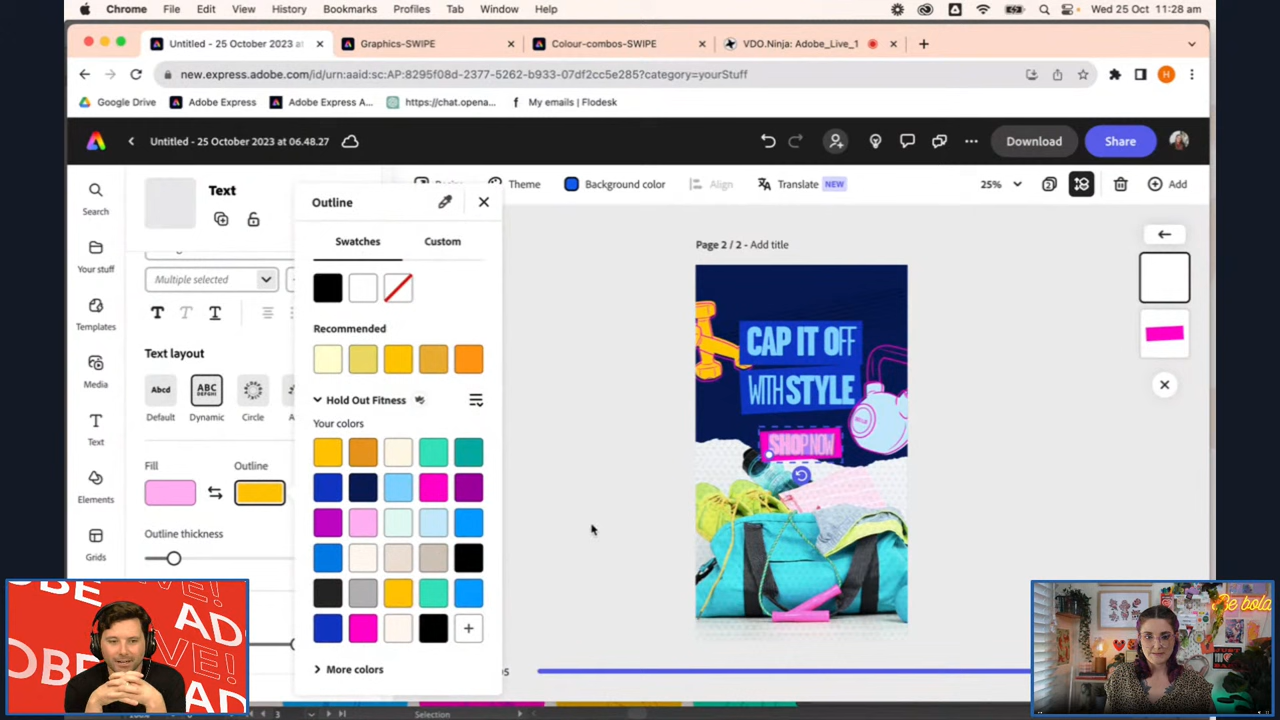 Chrome File Edit View History Bookmarks Profiles Tab Window Help Wed 25 Oct 11:28 am
Untitled - 25 October 2023 at Graphics-SWIPE Colour-combos-SWIPE VDO.Ninja: Adobe_Live_1
new.express.adobe.com/id/urn:aaid:sc:AP:8295f08d-2377-5262-b933-07df2cc5e285?category=yourStuff
Google Drive Adobe Express Adobe Express A... https://chat.opena... My emails | Flodesk
Untitled - 25 October 2023 at 06.48.27 Download Share
Text
Theme Background color Align Translate NEW 25% 2 Add
Search
Your stuff
Templates
Media
Text
Elements
Grids
Multiple selected
Text layout
Abcd
Default
Dynamic
Circle
Fill Outline
Outline thickness
Outline
Swatches Custom
Recommended
Hold Out Fitness
Your colors
More colors
Page 2 / 2 - Add title
CAP IT OFF
WITH STYLE
SHOP NOW
Selection
Be bold